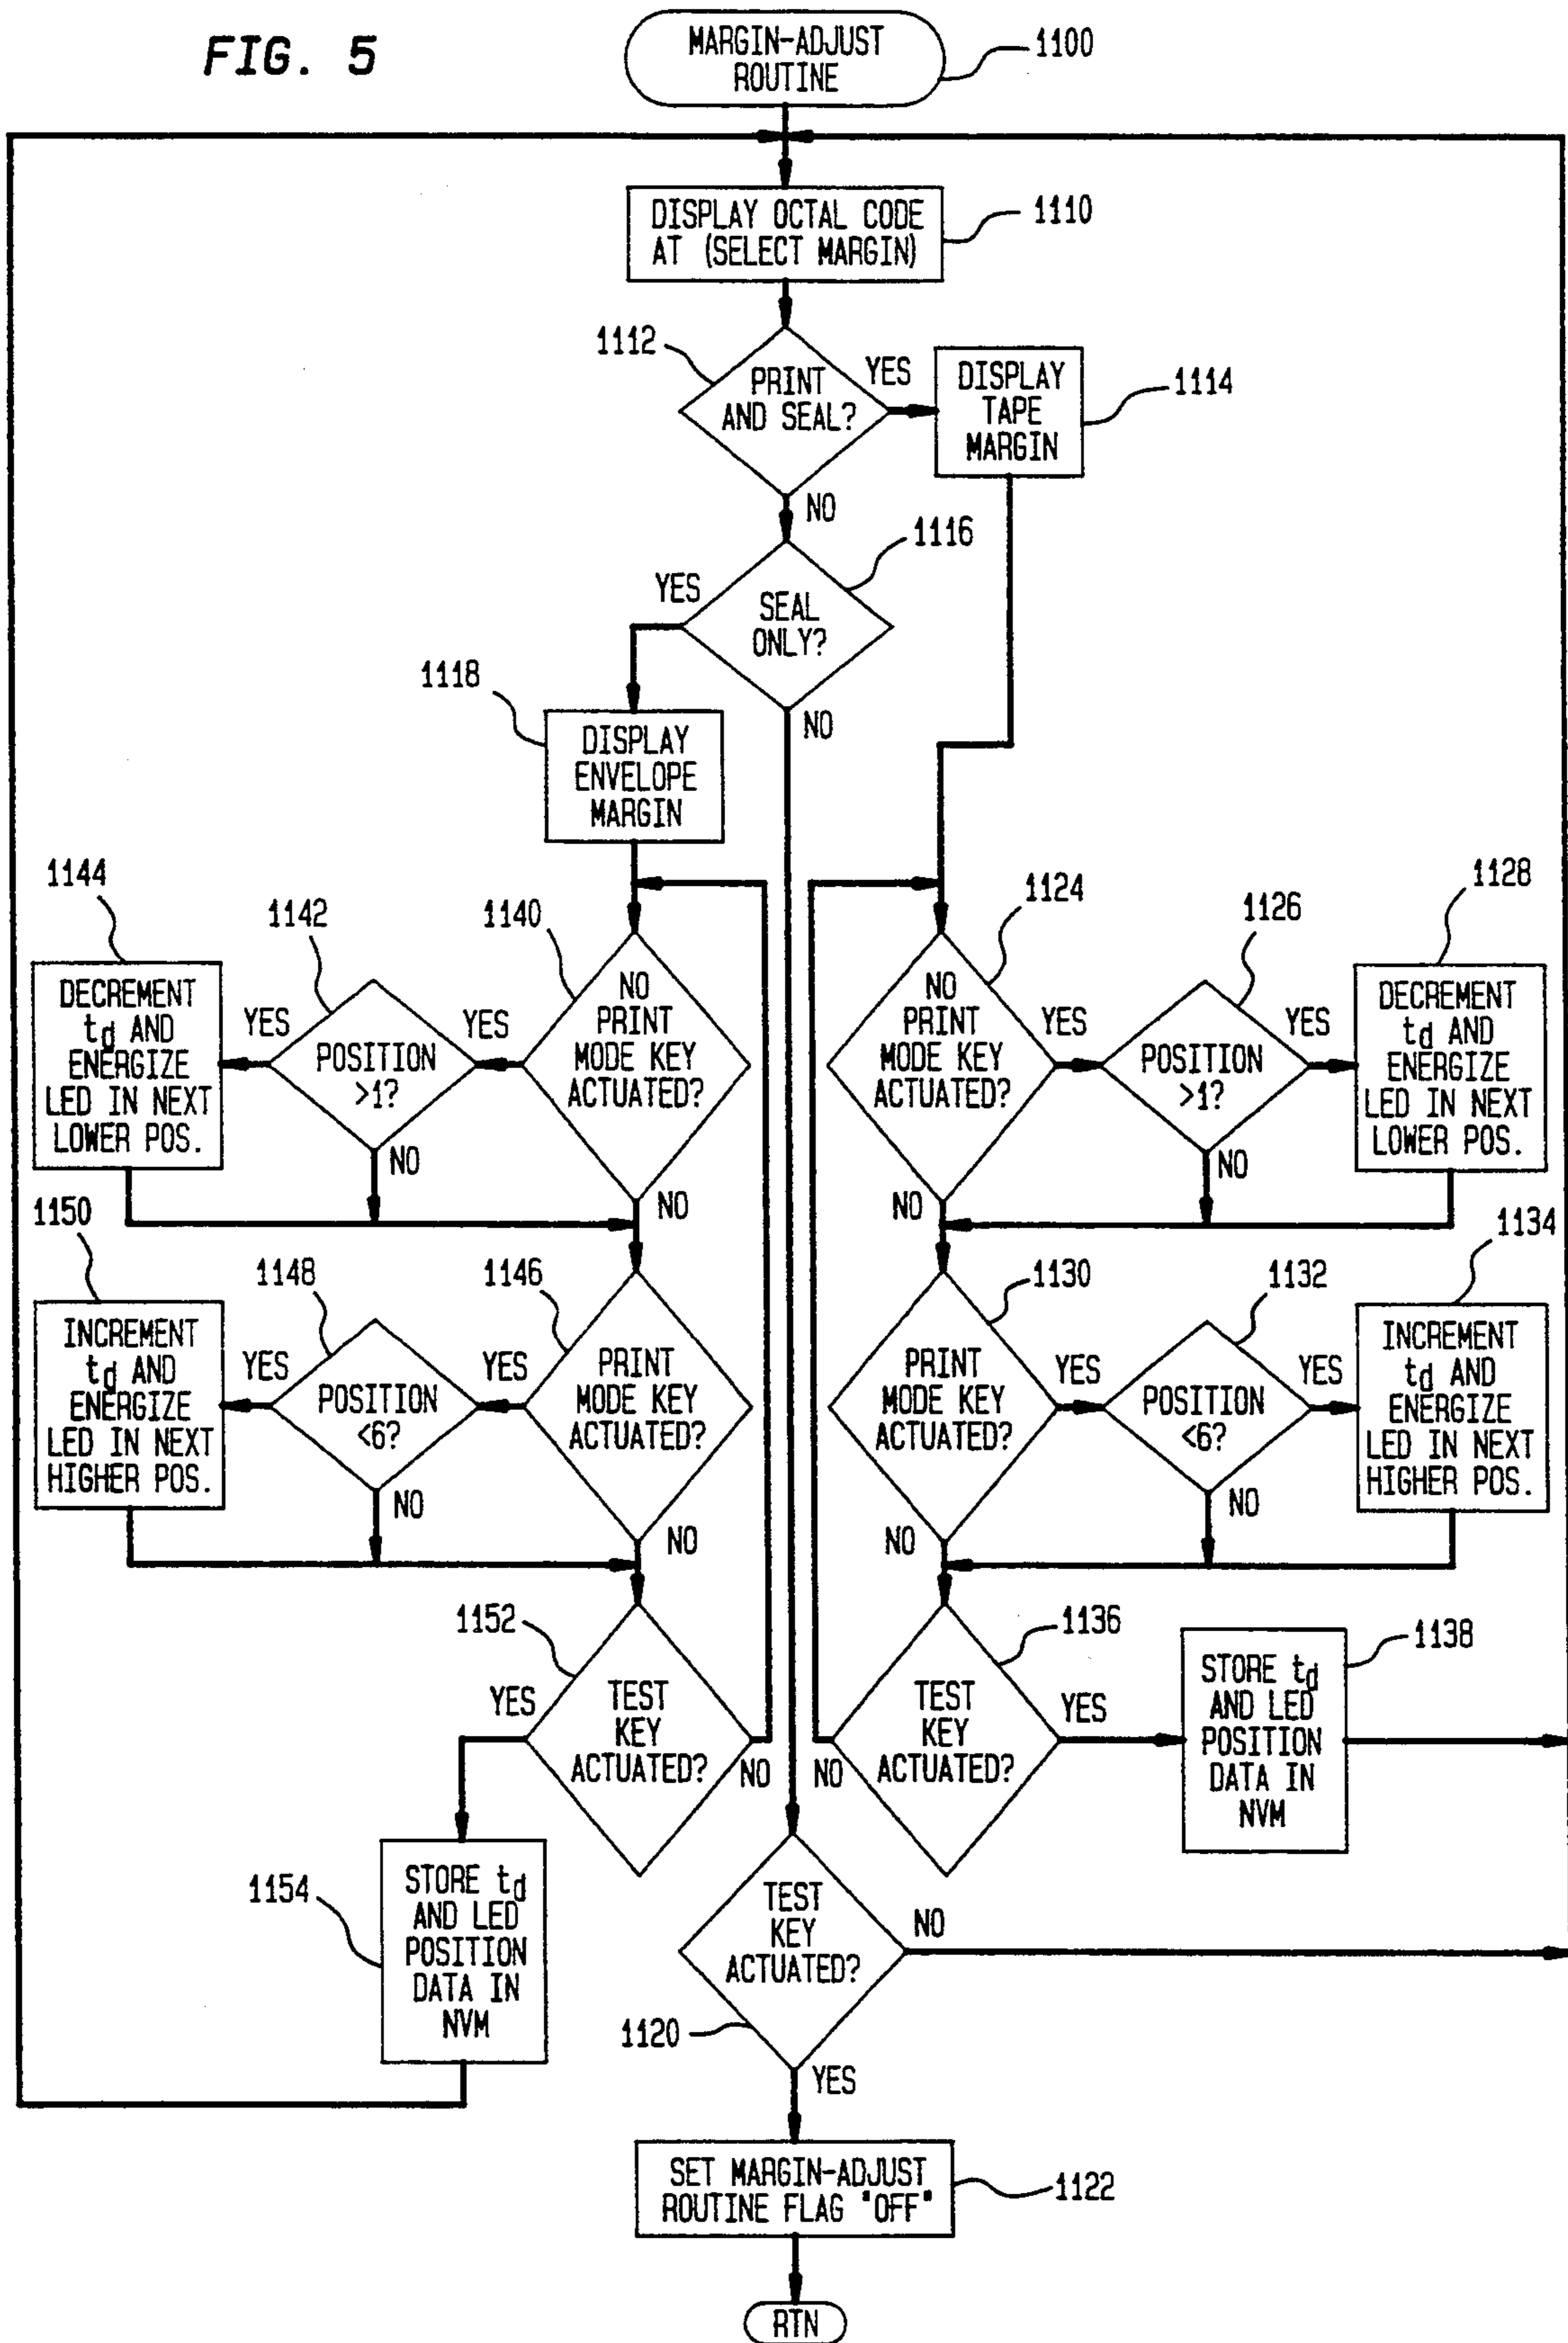 FIG. 5
MARGIN-ADJUST
ROUTINE
1100
DISPLAY OCTAL CODE
AT (SELECT MARGIN)
1110
1112
PRINT
AND SEAL?
YES
NO
DISPLAY
TAPE
MARGIN
1114
1116
SEAL
ONLY?
YES
NO
1118
DISPLAY
ENVELOPE
MARGIN
1144
DECREMENT
td AND
ENERGIZE
LED IN NEXT
LOWER POS.
YES
1142
POSITION
>1?
NO
YES
1140
NO
PRINT
MODE KEY
ACTUATED?
NO
1124
NO
PRINT
MODE KEY
ACTUATED?
NO
YES
1126
POSITION
>1?
NO
YES
1128
DECREMENT
td AND
ENERGIZE
LED IN NEXT
LOWER POS.
1150
INCREMENT
td AND
ENERGIZE
LED IN NEXT
HIGHER POS.
YES
1148
POSITION
<6?
NO
YES
1146
PRINT
MODE KEY
ACTUATED?
NO
1130
PRINT
MODE KEY
ACTUATED?
NO
YES
1132
POSITION
<6?
NO
YES
1134
INCREMENT
td AND
ENERGIZE
LED IN NEXT
HIGHER POS.
1152
YES
TEST
KEY
ACTUATED?
NO
1136
TEST
KEY
ACTUATED?
NO
YES
1138
STORE td
AND LED
POSITION
DATA IN
NVM
1154
STORE td
AND LED
POSITION
DATA IN
NVM
TEST
KEY
ACTUATED?
NO
1120
YES
SET MARGIN-ADJUST
ROUTINE FLAG "OFF"
1122
RTN